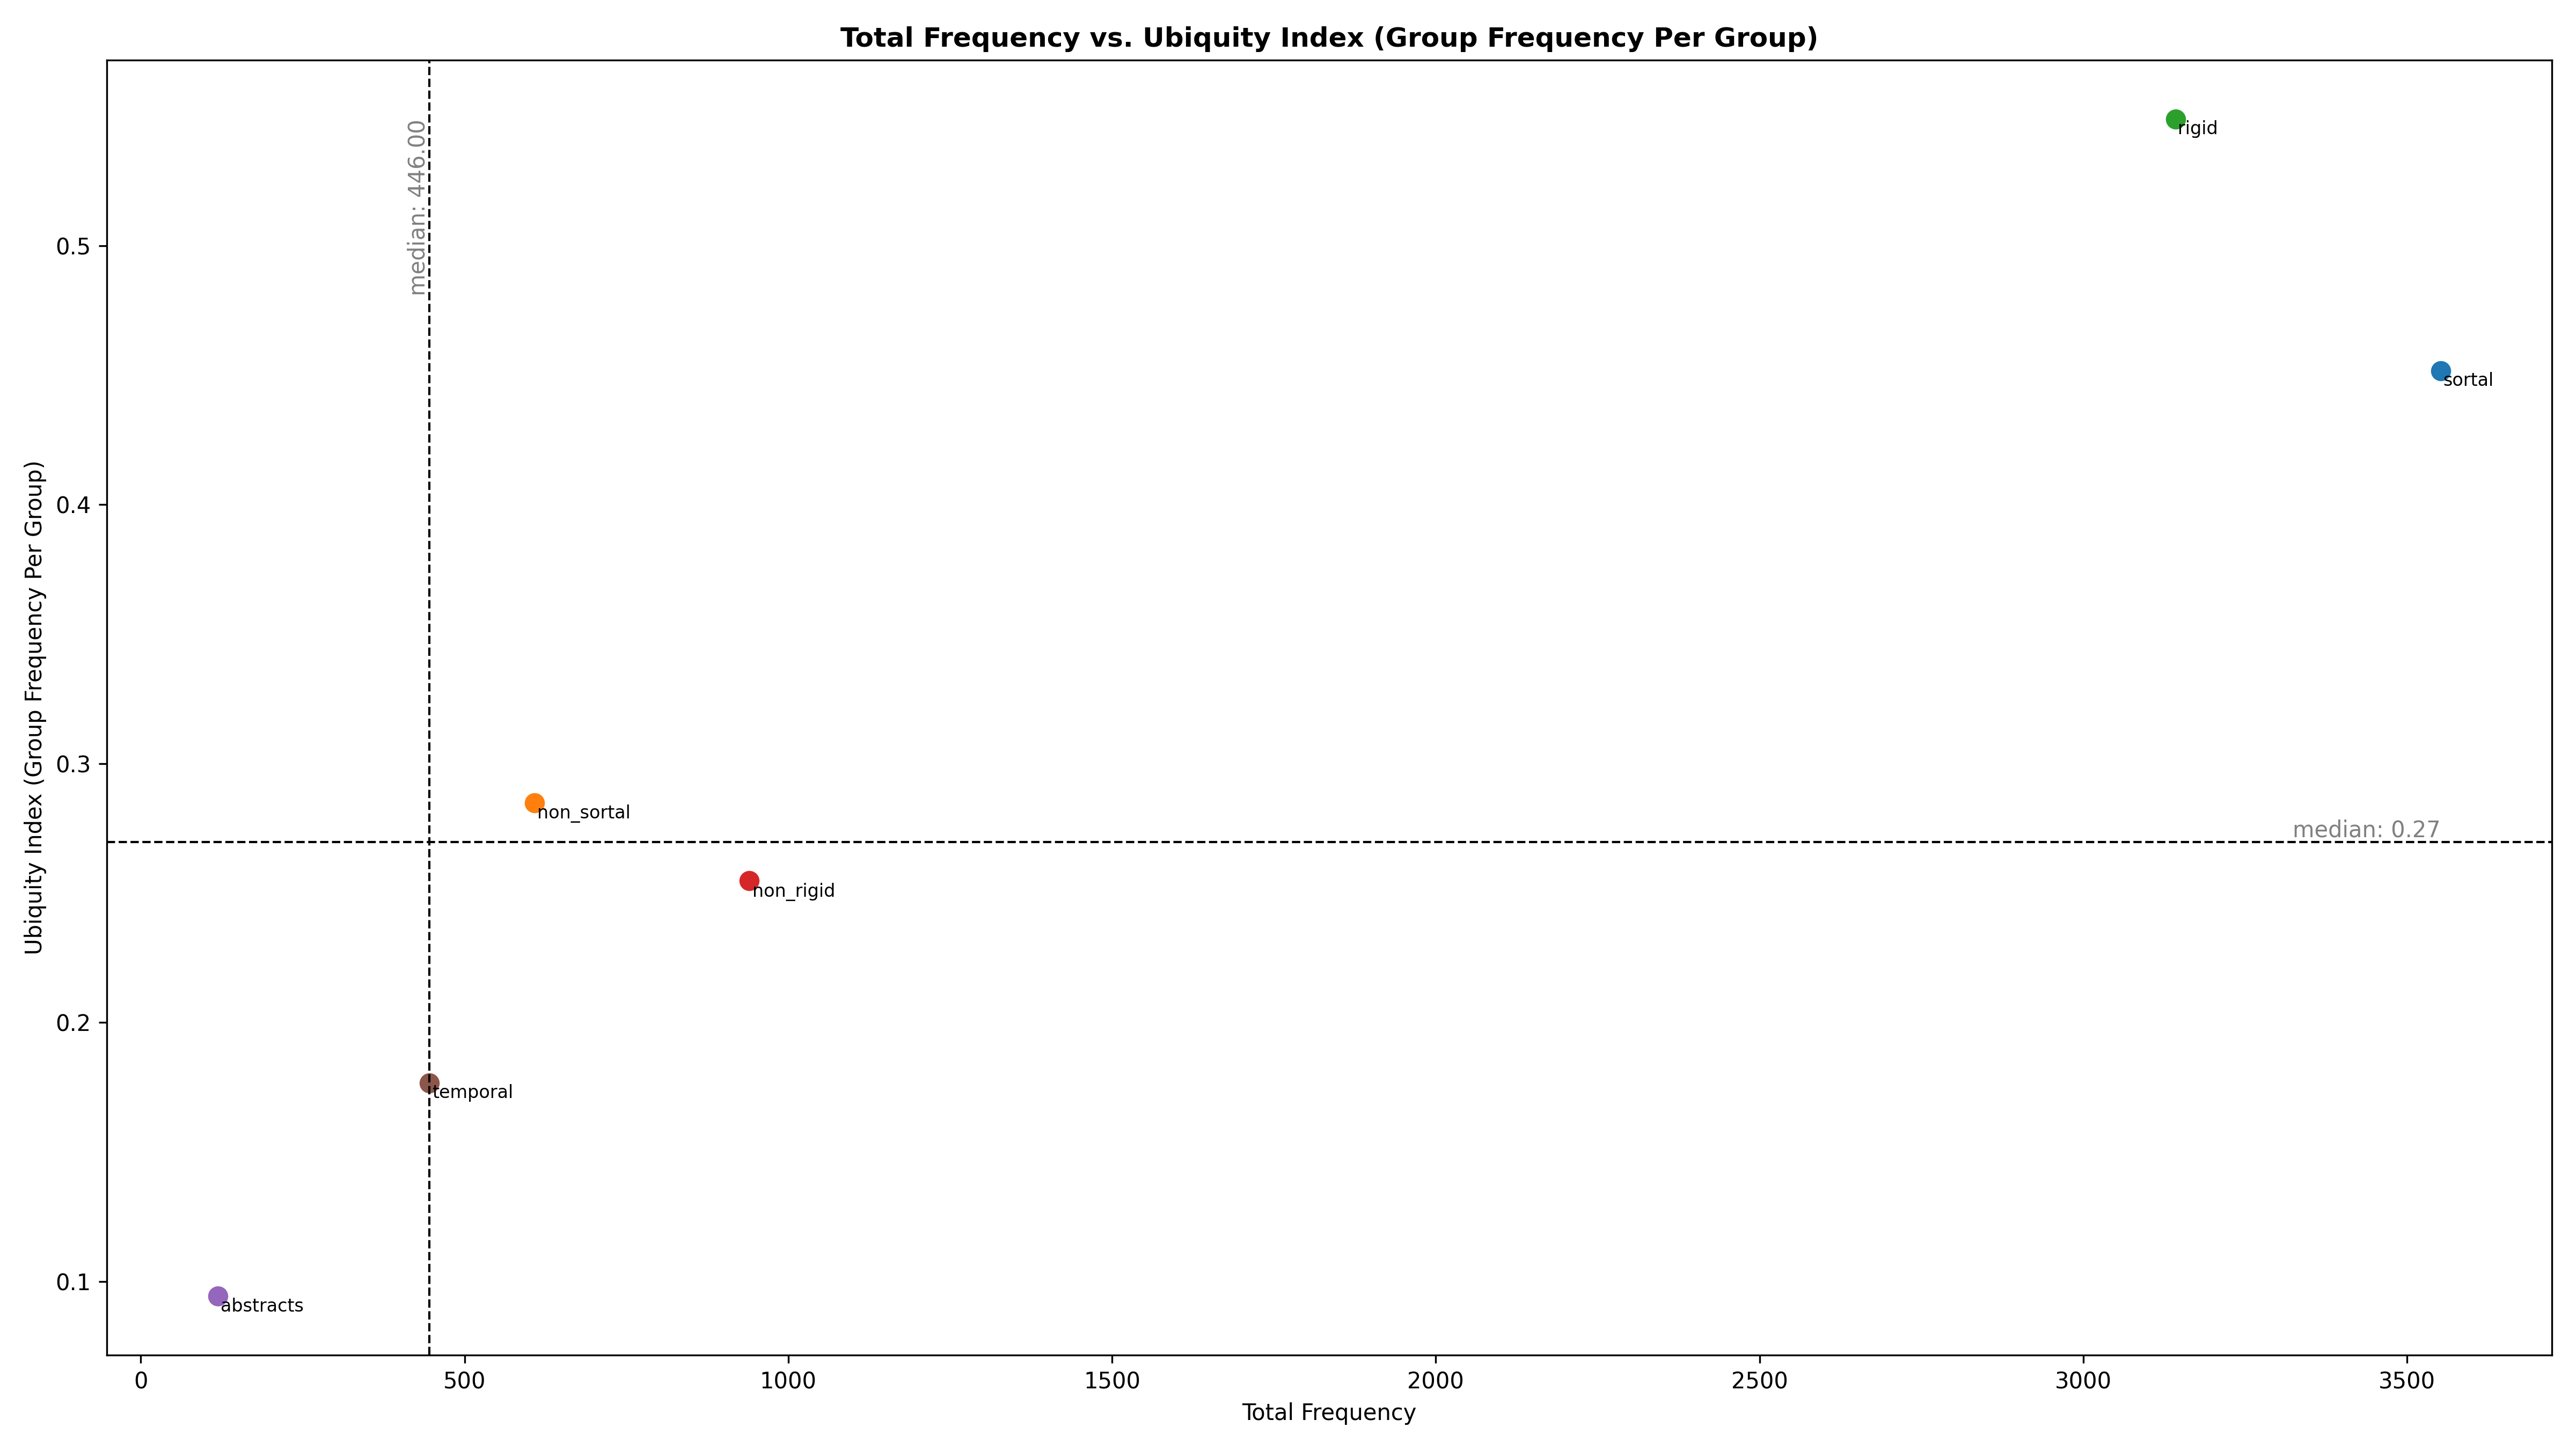 Total Frequency vs. Ubiquity Index (Group Frequency Per Group)
Ubiquity Index (Group Frequency Per Group)
0.5
0.4
0.3
0.2
0.1
median: 446.00
rigid
sortal
non_sortal
median: 0.27
non_rigid
temporal
abstracts
0
500
1000
1500
2000
2500
3000
3500
Total Frequency